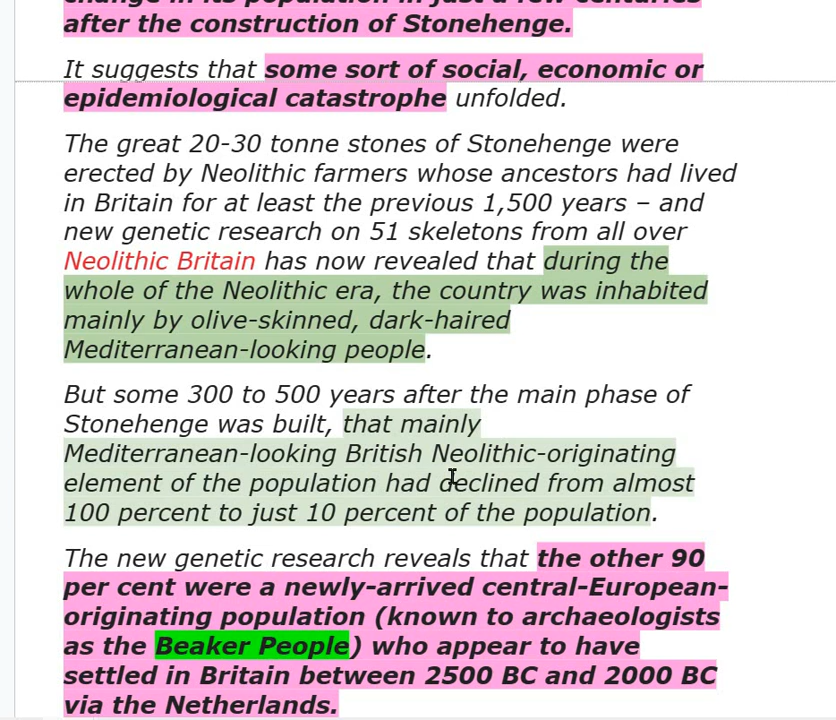 change in its population in just a few centuries
after the construction of Stonehenge.
It suggests that some sort of social, economic or
epidemiological catastrophe unfolded.
The great 20-30 tonne stones of Stonehenge were
erected by Neolithic farmers whose ancestors had lived
in Britain for at least the previous 1,500 years – and
new genetic research on 51 skeletons from all over
Neolithic Britain has now revealed that during the
whole of the Neolithic era, the country was inhabited
mainly by olive-skinned, dark-haired
Mediterranean-looking people.
But some 300 to 500 years after the main phase of
Stonehenge was built, that mainly
Mediterranean-looking British Neolithic-originating
element of the population had declined from almost
100 percent to just 10 percent of the population.
The new genetic research reveals that the other 90
per cent were a newly-arrived central-European-
originating population (known to archaeologists
as the Beaker People) who appear to have
settled in Britain between 2500 BC and 2000 BC
via the Netherlands.